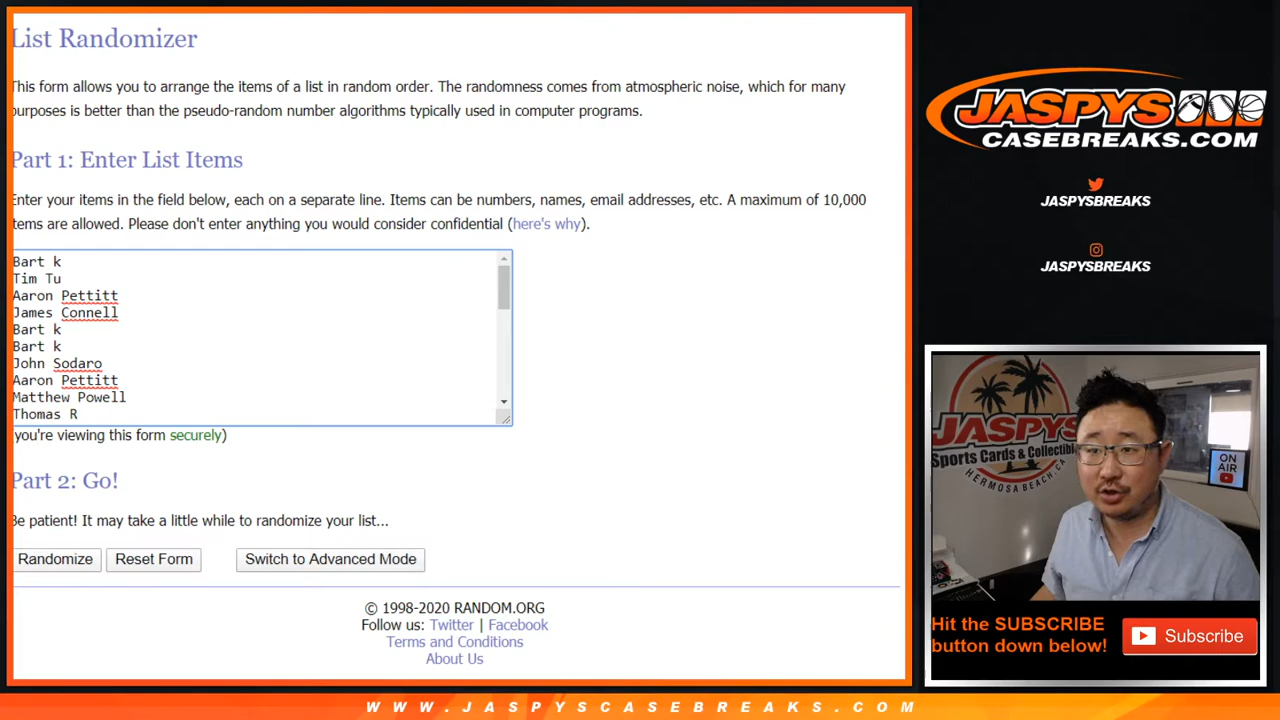 List Randomizer
This form allows you to arrange the items of a list in random order. The randomness comes from atmospheric noise, which for many
purposes is better than the pseudo-random number algorithms typically used in computer programs.
Part 1: Enter List Items
Enter your items in the field below, each on a separate line. Items can be numbers, names, email addresses, etc. A maximum of 10,000
items are allowed. Please don't enter anything you would consider confidential (here's why).
Bart k
Tim Tu
Aaron Pettitt
James Connell
Bart k
Bart k
John Sodaro
Aaron Pettitt
Matthew Powell
Thomas R
you're viewing this form securely)
Part 2: Go!
Be patient! It may take a little while to randomize your list...
Randomize
Reset Form
Switch to Advanced Mode
© 1998-2020 RANDOM.ORG
Follow us: Twitter | Facebook
Terms and Conditions
About Us
JASPYS
CASEBREAKS.COM
JASPYSBREAKS
JASPYSBREAKS
JASPYS
Sports Cards & Collectibl
HERMOSA BEACH, CA
ON
AIR
Hit the SUBSCRIBE
button down below!
Subscribe
WWW.JASPYSCASEBREAKS.COM